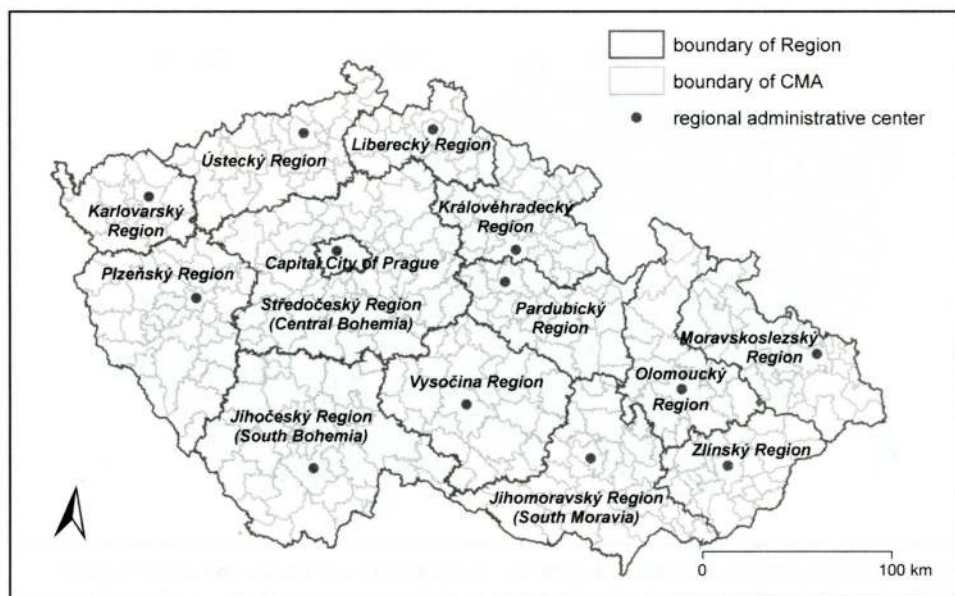 boundary of Region
boundary of CMA
regional administrative center
Ústecký Region
Liberecký Region
Karlovarský
Region
Královéhradecký
Region
Capital City of Prague
Plzeňský Region
Středočeský Region
(Central Bohemia)
Pardubický
Region
Moravskoslezský
Region
Vysočina Region
Olomoucký
Region
Jihočeský Region
(South Bohemia)
Zlínský Region
Jihomoravský Region
(South Moravia)
0
100 km